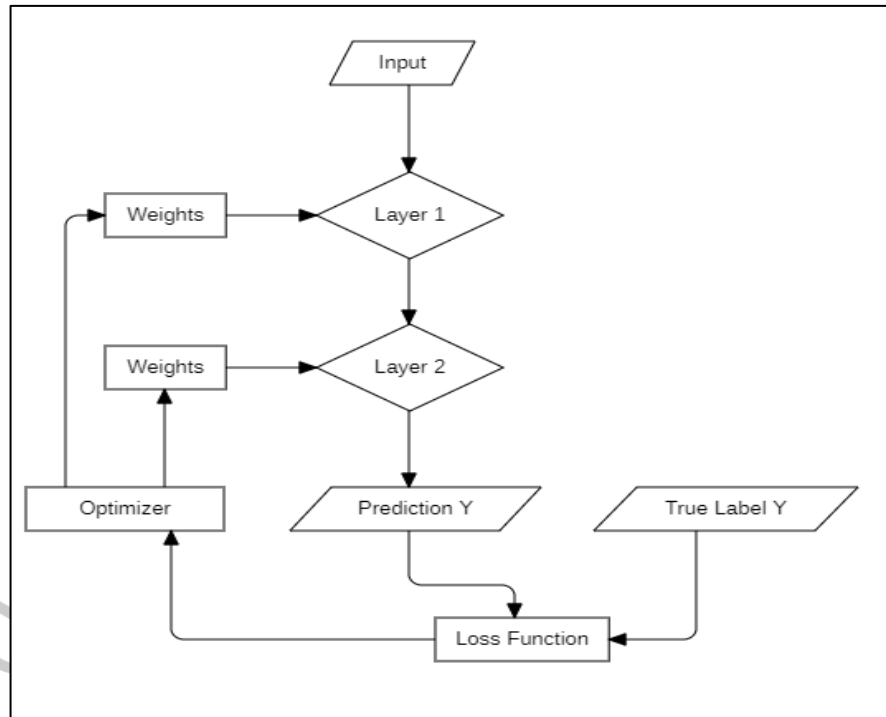 Input
Weights
Layer 1
Weights
Layer 2
Optimizer
Prediction Y
True Label Y
Loss Function